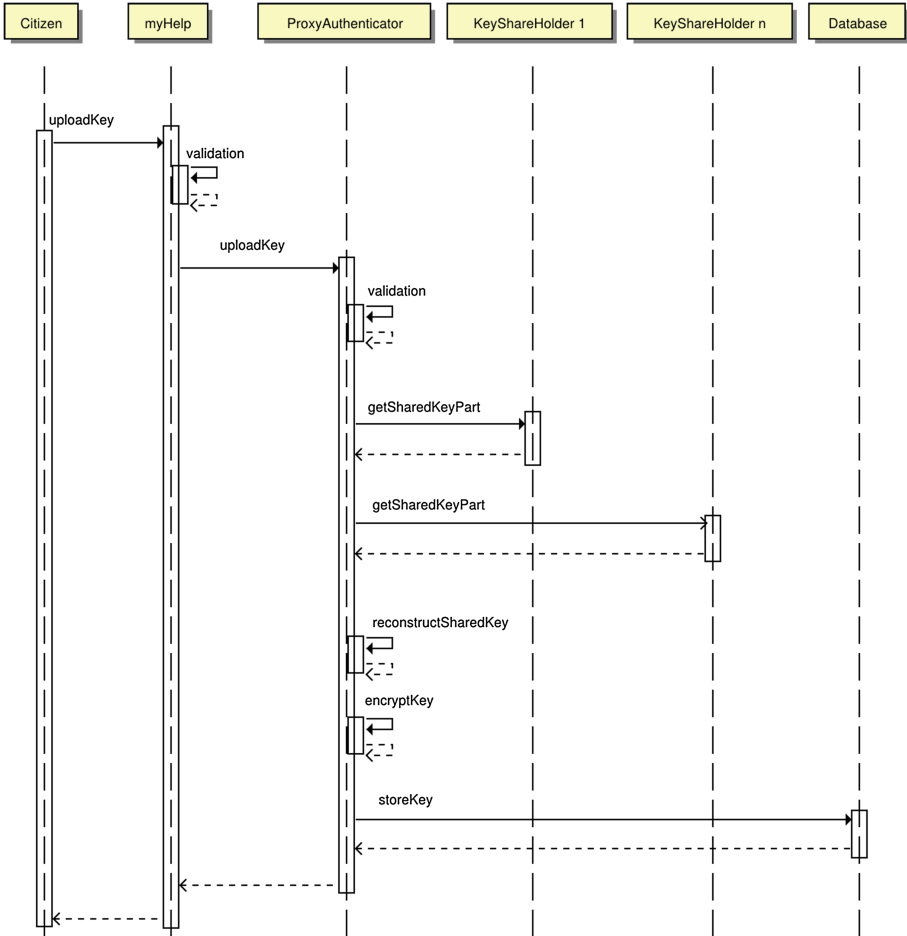 Citizen
myHelp
ProxyAuthenticator
KeyShareHolder 1
KeyShareHolder n
Database
uploadKey
validation
uploadKey
validation
getSharedKeyPart
getSharedKeyPart
reconstructSharedKey
encryptKey
storeKey